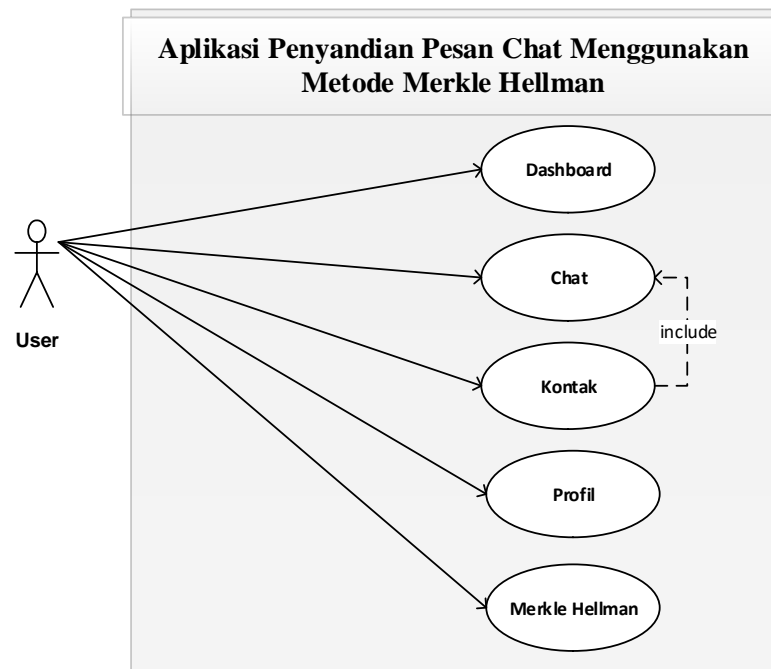 Aplikasi Penyandian Pesan Chat Menggunakan
Metode Merkle Hellman
Dashboard
Chat
include
User
Kontak
Profil
Merkle Hellman